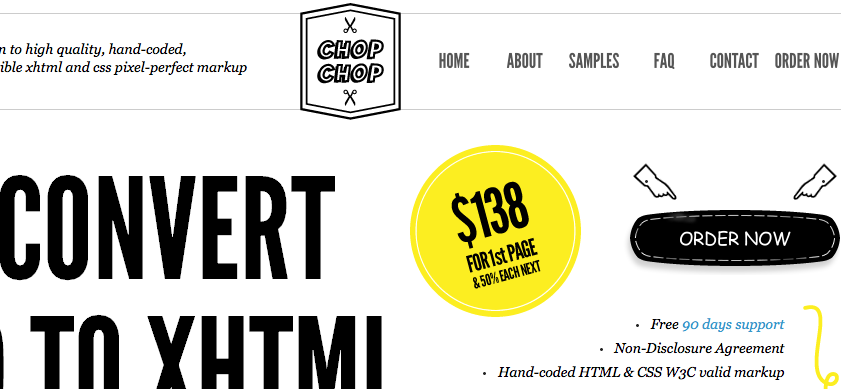 n to high quality, hand-coded,
ible xhtml and css pixel-perfect markup
CHOP
CHOP
HOME ABOUT SAMPLES FAQ CONTACT ORDER NOW
CONVERT
TO XHTML
$138
FOR 1st PAGE
& 50% EACH NEXT
ORDER NOW
• Free 90 days support
• Non-Disclosure Agreement
• Hand-coded HTML & CSS W3C valid markup